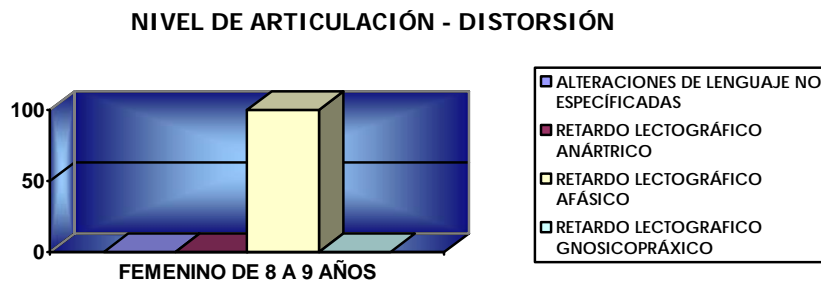 NIVEL DE ARTICULACIÓN - DISTORSIÓN
100
50
0
FEMENINO DE 8 A 9 AÑOS
ALTERACIONES DE LENGUAJE NO
ESPECÍFICADAS
RETARDO LECTOGRÁFICO
ANÁRTRICO
RETARDO LECTOGRÁFICO
AFÁSICO
RETARDO LECTOGRAFICO
GNOSICOPRÁXICO